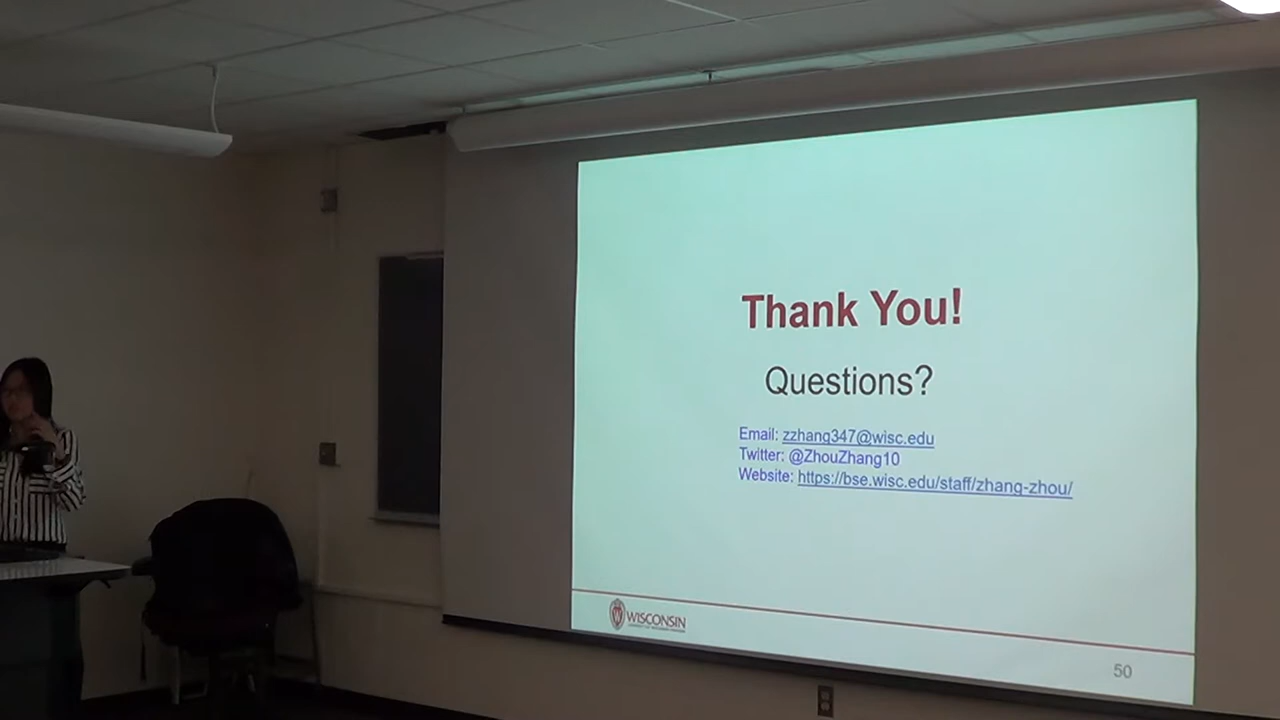 Thank You!
Questions?
Email: zzhang347@wisc.edu
Twitter: @ZhouZhang10
Website: https://bse.wisc.edu/staff/zhang-zhou/
W WISCONSIN
50